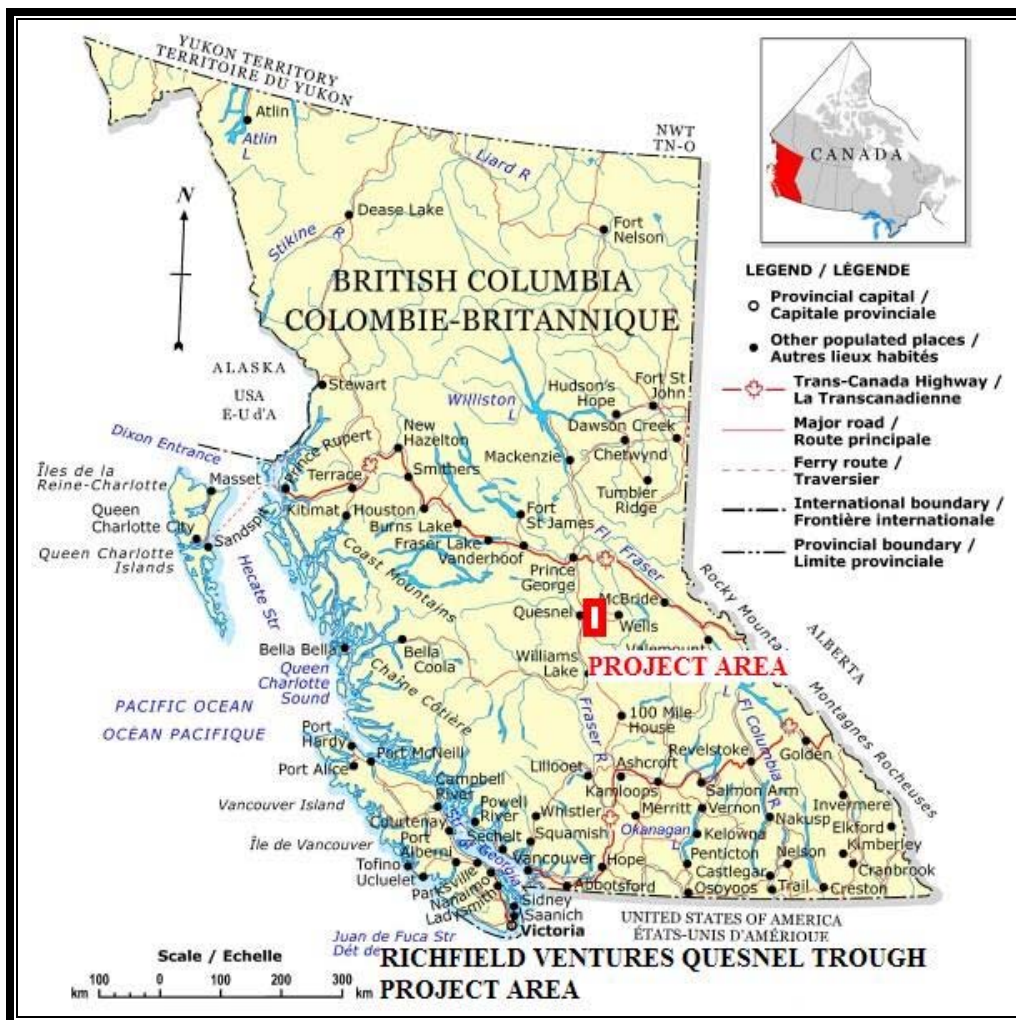 YUKON TERRITORY
TERRITOIRE DU YUKON
NWT
TN-O
Atlin
Atlin
L
Liard R
N
Dease Lake
Stikine
R
Fort
Nelson
CANADA
BRITISH COLUMBIA
COLOMBIE-BRITANNIQUE
LEGEND / LÉGENDE
Provincial capital /
Capitale provinciale
Other populated places /
Autres lieux habités
Trans-Canada Highway /
La Transcanadienne
Major road /
Route principale
Ferry route /
Traversier
International boundary /
Frontière internationale
Provincial boundary /
Limite provinciale
ALASKA
USA
E-U d'A
Stewart
Williston
L
Hudson's
Hope
Fort St
John
Dawson Creek
Chetwynd
Mackenzie
Tumbler
Ridge
Dixon Entrance
Prince Rupert
New
Hazelton
Terrace
Smithers
Îles de la
Reine-Charlotte
Masset
Queen
Charlotte City
Sandspit
Queen Charlotte
Islands
Kitimat
Houston
Burns Lake
Fraser Lake
Vanderhoof
Fort
St James
Prince
George
Fl Fraser
McBride
Rocky Mounta
Hecate Str
Coast Mountains
Quesnel
Wells
Valemount
ALBERTA
PROJECT AREA
Bella Bella
Bella
Coola
Williams
Lake
Queen
Charlotte
Sound
Chaîne Côtière
PACIFIC OCEAN
OCÉAN PACIFIQUE
L
Fraser R
100 Mile
House
Fl Columbia
R
Montagnes Rocheuses
Port
Hardy
Port McNeill
Port Alice
Lillooet
Ashcroft
Revelstoke
Golden
Kamloops
Salmon Arm
Campbell
River
Vancouver Island
Powell
River
Whistler
Merritt
Vernon
Nakusp
Invermere
Elkford
Courtenay
Sechelt
Squamish
Okanagan
L
Kelowna
Kimberley
Île de Vancouver
Port
Alberni
Str of Georgia
Vancouver
Hope
Penticton
Nelson
Cranbrook
Tofino
Ucluelet
Parksville
Nanaimo
Ladysmith
Abbotsford
Castlegar
Osoyoos
Trail
Creston
Sidney
Saanich
Victoria
UNITED STATES OF AMERICA
ÉTATS-UNIS D'AMÉRIQUE
Juan de Fuca Str
Dét de
Scale / Echelle
100 0 100 200 300
km km
RICHFIELD VENTURES QUESNEL TROUGH
PROJECT AREA